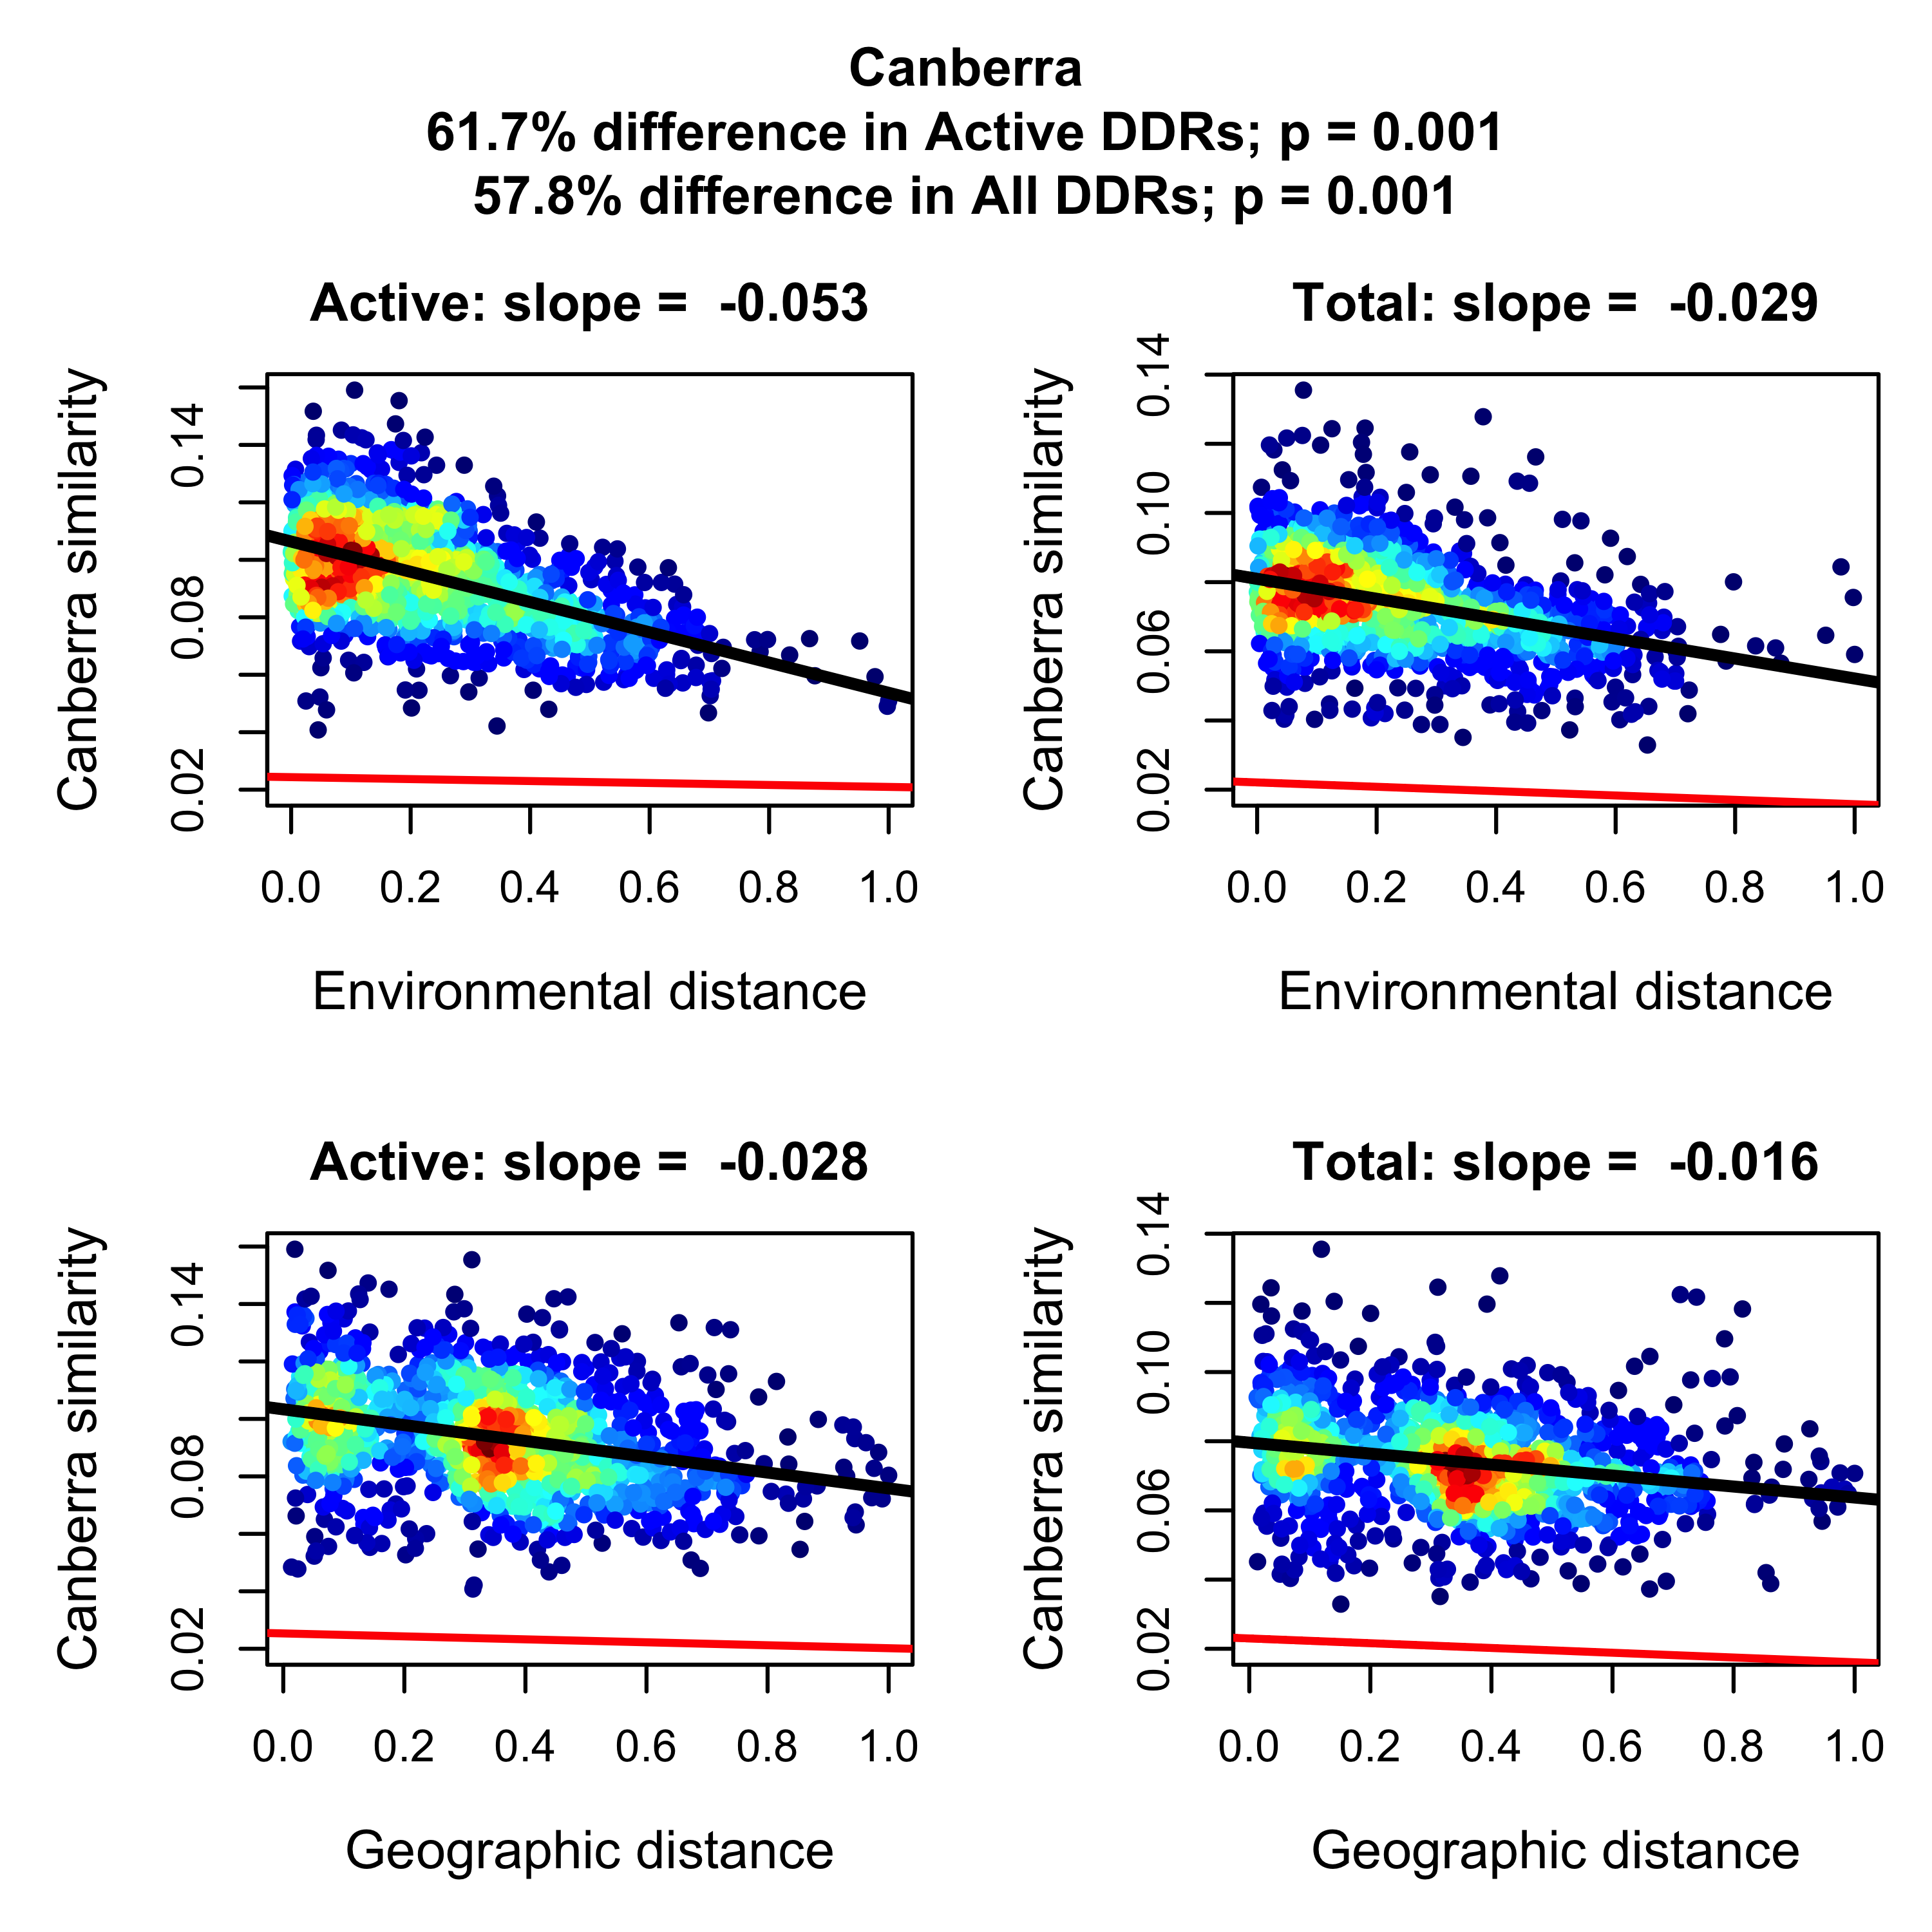 Canberra
61.7% difference in Active DDRs; p = 0.001
57.8% difference in All DDRs; p = 0.001
Active: slope =  -0.053
Canberra similarity
0.14
0.08
0.02
0.0 0.2 0.4 0.6 0.8 1.0
Environmental distance
Total: slope =  -0.029
Canberra similarity
0.14
0.10
0.06
0.02
0.0 0.2 0.4 0.6 0.8 1.0
Environmental distance
Active: slope =  -0.028
Canberra similarity
0.14
0.08
0.02
0.0 0.2 0.4 0.6 0.8 1.0
Geographic distance
Total: slope =  -0.016
Canberra similarity
0.14
0.10
0.06
0.02
0.0 0.2 0.4 0.6 0.8 1.0
Geographic distance